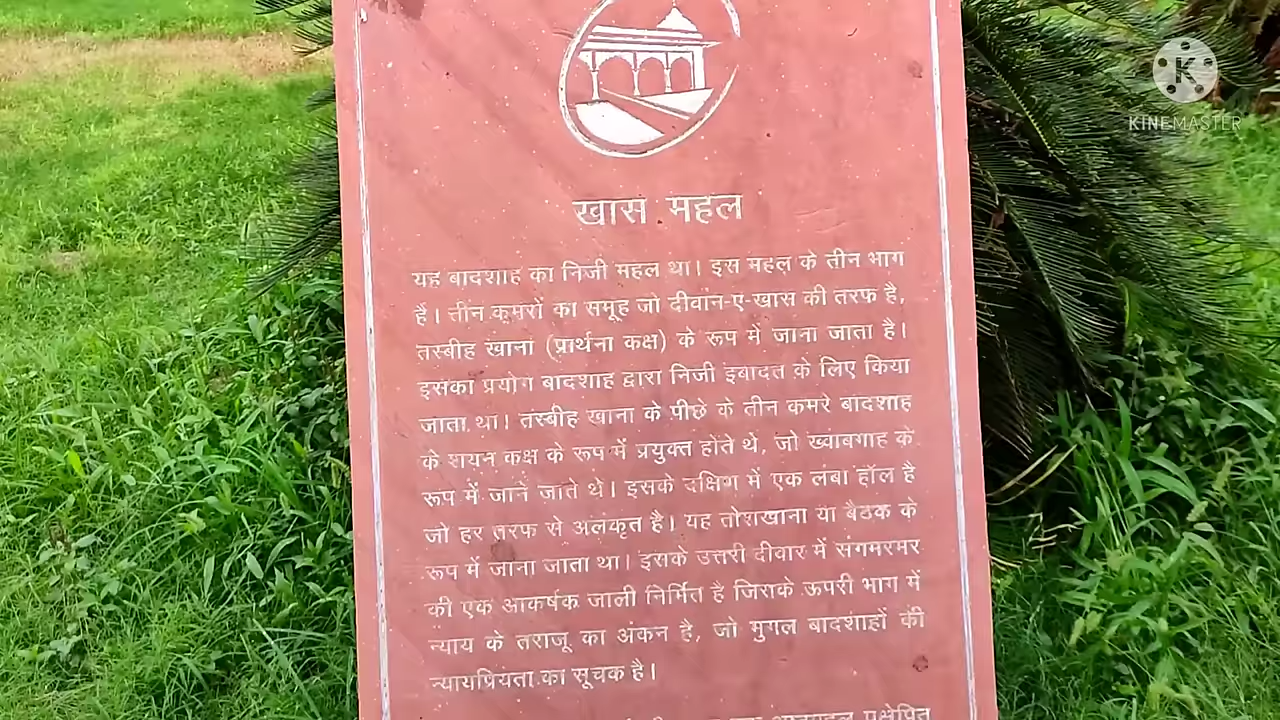 KINEMASTER
खास महल
यह बादशाह का निजी महल था। इस महल के तीन भाग
हैं। तीन कमरों का समूह जो दीवान-ए-खास की तरफ है,
तस्बीह खाना (प्रार्थना कक्ष) के रूप में जाना जाता है।
इसका प्रयोग बादशाह द्वारा निजी इबादत के लिए किया
जाता था। तस्बीह खाना के पीछे के तीन कमरे बादशाह
के शयन कक्ष के रूप में प्रयुक्त होते थे, जो ख्वाबगाह के
रूप में जाने जाते थे। इसके दक्षिण में एक लंबा हॉल है
जो हर तरफ से अलंकृत है। यह तोशखाना या बैठक के
रूप में जाना जाता था। इसके उत्तरी दीवार में संगमरमर
की एक आकर्षक जाली निर्मित है जिसके ऊपरी भाग में
न्याय के तराजू का अंकन है, जो मुगल बादशाहों की
न्यायप्रियता का सूचक है।